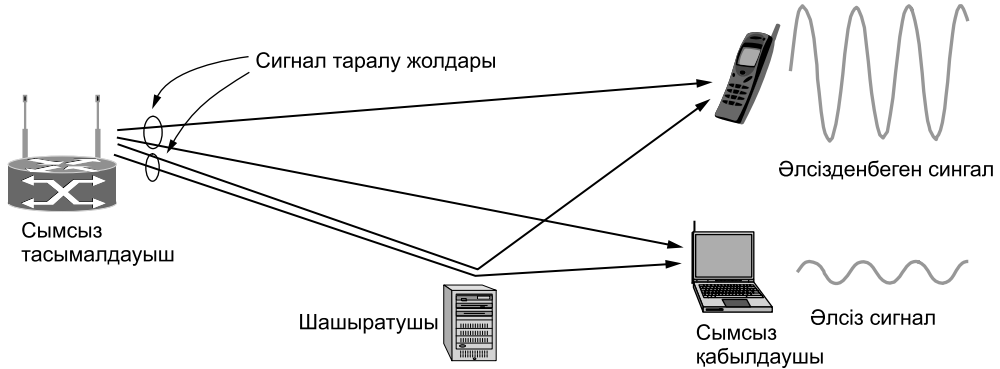 Сигнал таралу жолдары
Әлсізденбеген сингал
Сымсыз
тасымалдауыш
Шашыратушы
Сымсыз
қабылдаушы
Әлсіз сигнал